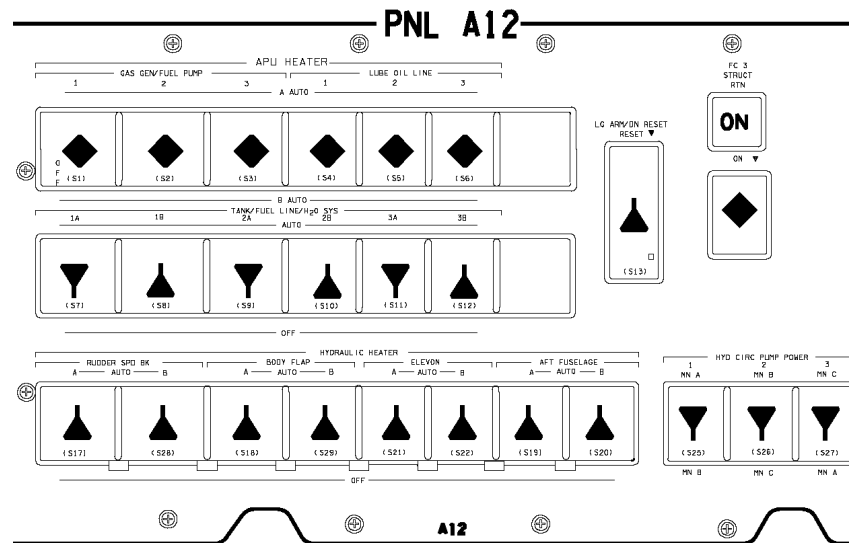 PNL A12
APU HEATER
GAS GEN/FUEL PUMP LUBE OIL LINE
1 2 3 1 2 3
A AUTO
OFF
(S1) (S2) (S3) (S4) (S5) (S6)
B AUTO
TANK/FUEL LINE/H2O SYS
1A 1B 2A 2B 3A 3B
AUTO
(S7) (S8) (S9) (S10) (S11) (S12)
OFF
LG ARM/DN RESET
RESET ▼
(S13)
FC 3
STRUCT
RTN
ON
ON ▼
HYDRAULIC HEATER
RUDDER SPD BK BODY FLAP ELEVON AFT FUSELAGE
A AUTO B A AUTO B A AUTO B A AUTO B
(S17) (S28) (S18) (S29) (S21) (S22) (S19) (S20)
OFF
HYD CIRC PUMP POWER
1 2 3
MN A MN B MN C
(S25) (S26) (S27)
MN B MN C MN A
A12